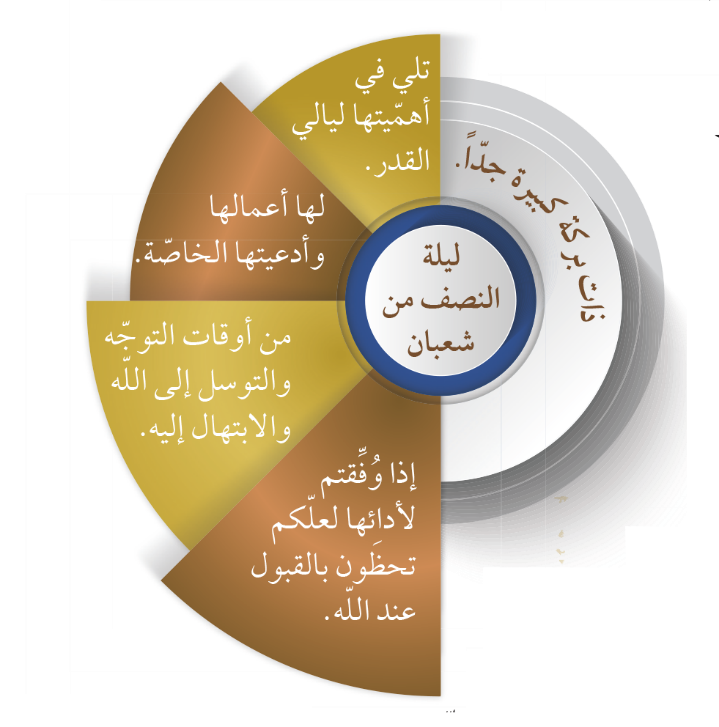 ليلة
النصف من
شعبان
ذات بركة كبيرة جدّاً.
تلي في
أهمّيتها ليالي
القدر.
لها أعمالها
وأدعيتها الخاصّة.
من أوقات التوجّه
والتوسل إلى اللّه
والابتهال إليه.
إذا وُفِّقتم
لأدائها لعلّكم
تحظَون بالقبول
عند اللّه.